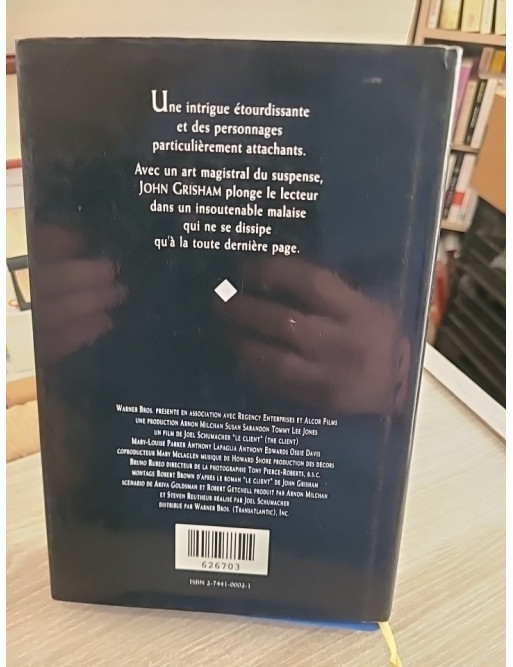 Une intrigue étourdissante
et des personnages
particulièrement attachants.
Avec un art magistral du suspense,
JOHN GRISHAM plonge le lecteur
dans un insoutenable malaise
qui ne se dissipe
qu'à la toute dernière page.
WARNER BROS. PRÉSENTE EN ASSOCIATION AVEC REGENCY ENTERPRISES ET ALCOR FILMS
UNE PRODUCTION ARNON MILCHAN SUSAN SARANDON TOMMY LEE JONES
UN FILM DE JOEL SCHUMACHER "LE CLIENT" (THE CLIENT)
MARY-LOUISE PARKER ANTHONY LAPAGLIA ANTHONY EDWARDS OSSIE DAVIS
COPRODUCTEUR MARY MCLAGLEN MUSIQUE DE HOWARD SHORE PRODUCTION DES DÉCORS
BRUNO RUBEO DIRECTEUR DE LA PHOTOGRAPHIE TONY PIERCE-ROBERTS, B.S.C.
MONTAGE ROBERT BROWN D'APRÈS LE ROMAN "LE CLIENT" DE JOHN GRISHAM
SCÉNARIO DE AKIVA GOLDSMAN ET ROBERT GETCHELL PRODUIT PAR ARNON MILCHAN
ET STEVEN REUTHER RÉALISÉ PAR JOEL SCHUMACHER
DISTRIBUÉ PAR WARNER BROS. (TRANSATLANTIC), INC.
626703
ISBN 2-7441-0002-1